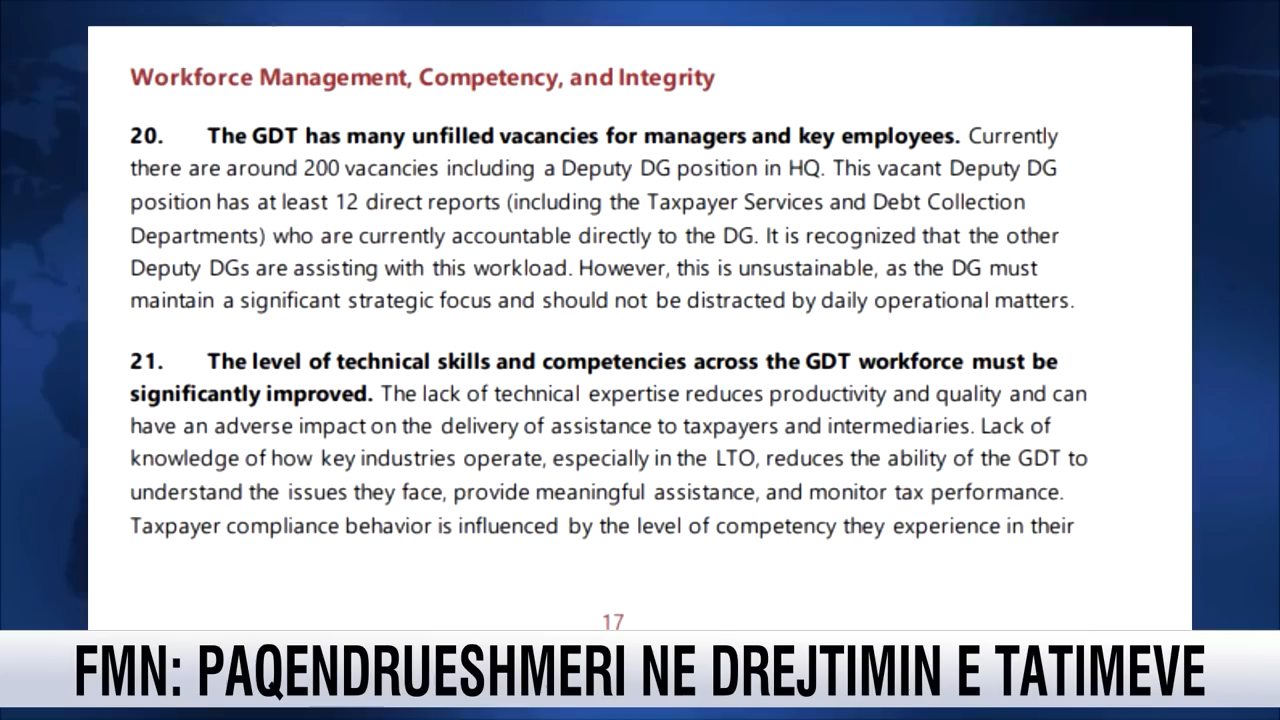 Workforce Management, Competency, and Integrity
20. The GDT has many unfilled vacancies for managers and key employees. Currently
there are around 200 vacancies including a Deputy DG position in HQ. This vacant Deputy DG
position has at least 12 direct reports (including the Taxpayer Services and Debt Collection
Departments) who are currently accountable directly to the DG. It is recognized that the other
Deputy DGs are assisting with this workload. However, this is unsustainable, as the DG must
maintain a significant strategic focus and should not be distracted by daily operational matters.
21. The level of technical skills and competencies across the GDT workforce must be
significantly improved. The lack of technical expertise reduces productivity and quality and can
have an adverse impact on the delivery of assistance to taxpayers and intermediaries. Lack of
knowledge of how key industries operate, especially in the LTO, reduces the ability of the GDT to
understand the issues they face, provide meaningful assistance, and monitor tax performance.
Taxpayer compliance behavior is influenced by the level of competency they experience in their
17
FMN: PAQENDRUESHMERI NE DREJTIMIN E TATIMEVE